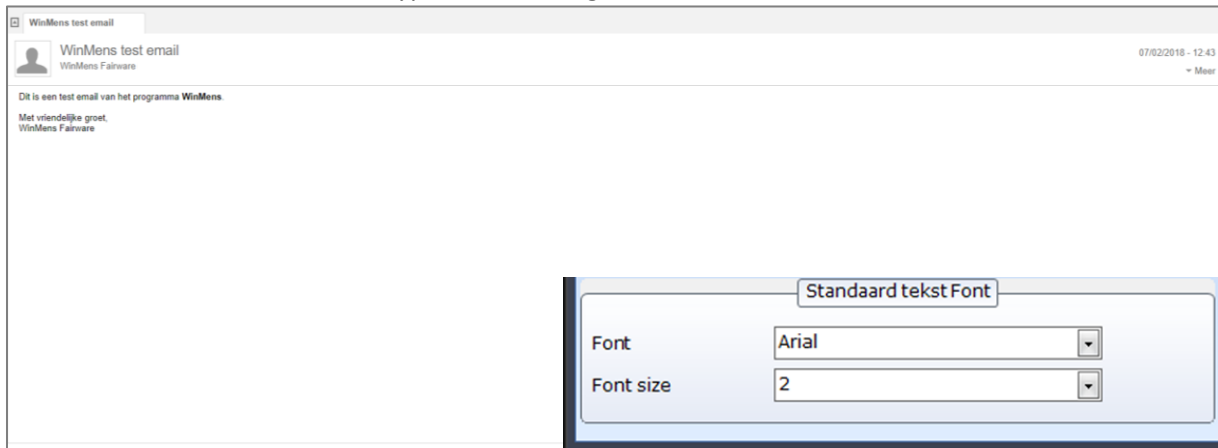 WinMens test email
WinMens test email
WinMens Fairware
07/02/2018 - 12:43
Meer
Dit is een test email van het programma WinMens.
Met vriendelijke groet,
WinMens Fairware
Standaard tekst Font
Font Arial
Font size 2